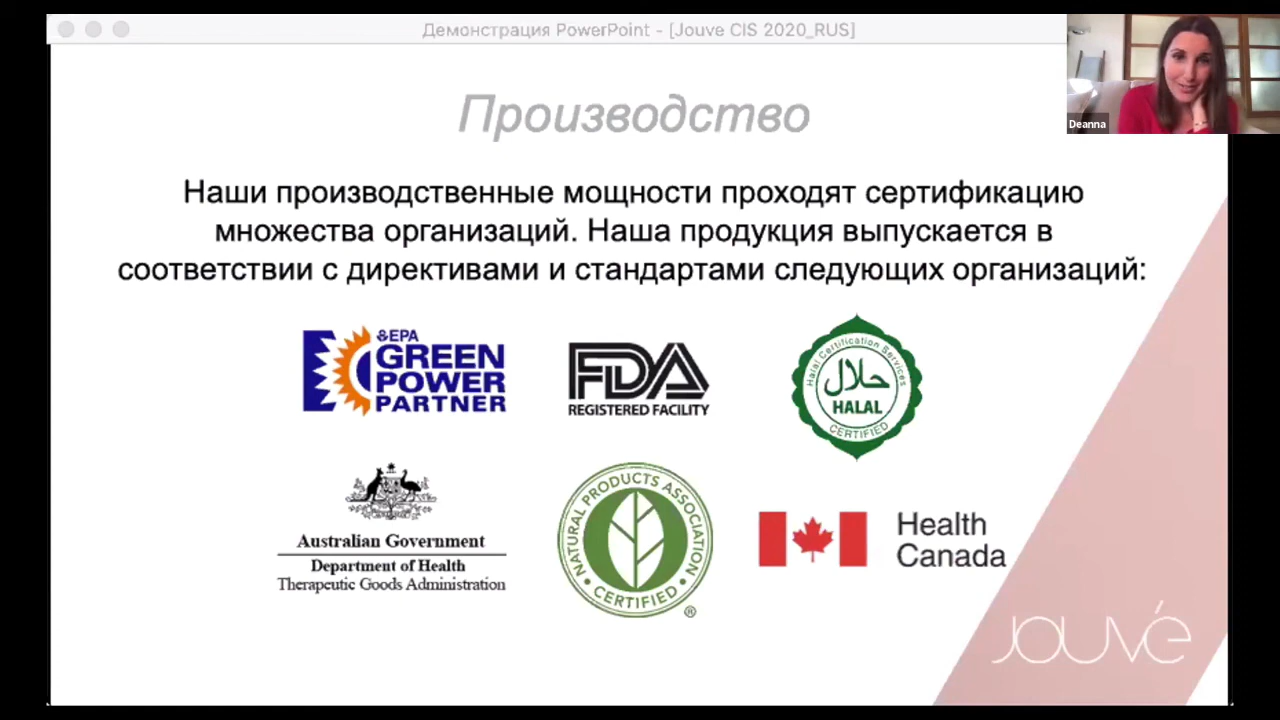 Демонстрация PowerPoint - [Jouve CIS 2020_RUS]
Deanna
Производство
Наши производственные мощности проходят сертификацию
множества организаций. Наша продукция выпускается в
соответствии с директивами и стандартами следующих организаций:
&EPA
GREEN
POWER
PARTNER
FDA
REGISTERED FACILITY
Halal Certification Services
حلال
HALAL
CERTIFIED
Australian Government
Department of Health
Therapeutic Goods Administration
NATURAL PRODUCTS ASSOCIATION
CERTIFIED
®
Health
Canada
Jouvé